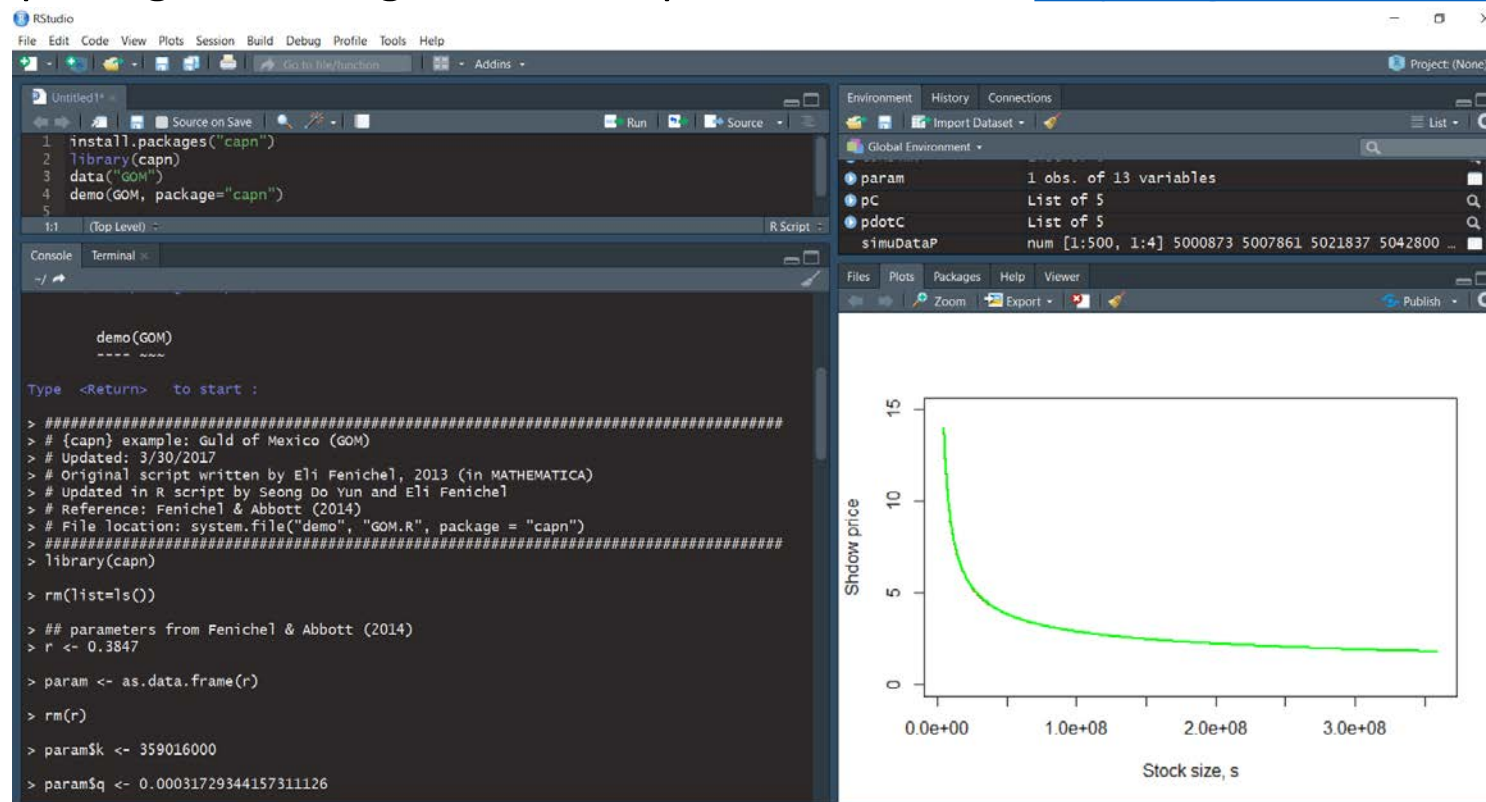 RStudio
File Edit Code View Plots Session Build Debug Profile Tools Help
Go to file/function Addins
Project: (None)
Untitled1*
Source on Save Run Source
1 install.packages("capn")
2 library(capn)
3 data("GOM")
4 demo(GOM, package="capn")
5
1:1 (Top Level) R Script
Console Terminal
~/
demo(GOM)
---- ~~~
Type <Return> to start :
> ################################################################################
> # {capn} example: Guld of Mexico (GOM)
> # Updated: 3/30/2017
> # Original script written by Eli Fenichel, 2013 (in MATHEMATICA)
> # Updated in R script by Seong Do Yun and Eli Fenichel
> # Reference: Fenichel & Abbott (2014)
> # File location: system.file("demo", "GOM.R", package = "capn")
> ################################################################################
> library(capn)
> rm(list=ls())
> ## parameters from Fenichel & Abbott (2014)
> r <- 0.3847
> param <- as.data.frame(r)
> rm(r)
> param$k <- 359016000
> param$q <- 0.00031729344157311126
Environment History Connections
Import Dataset List
Global Environment
param 1 obs. of 13 variables
pC List of 5
pdotC List of 5
simuDataP num [1:500, 1:4] 5000873 5007861 5021837 5042800 …
Files Plots Packages Help Viewer
Zoom Export Publish
Shdow price
15
10
5
0
0.0e+00 1.0e+08 2.0e+08 3.0e+08
Stock size, s